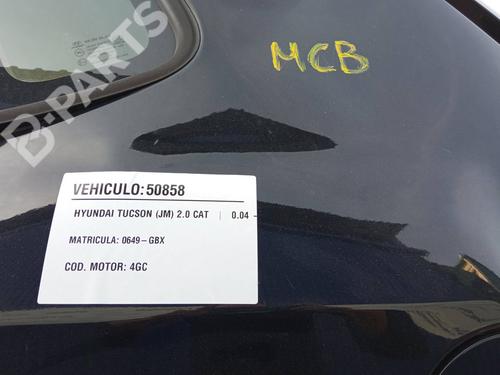 MCB
B-PARTS
VEHICULO:50858
HYUNDAI TUCSON (JM) 2.0 CAT | 0.04 -
MATRICULA: 0649-GBX
COD. MOTOR: 4GC